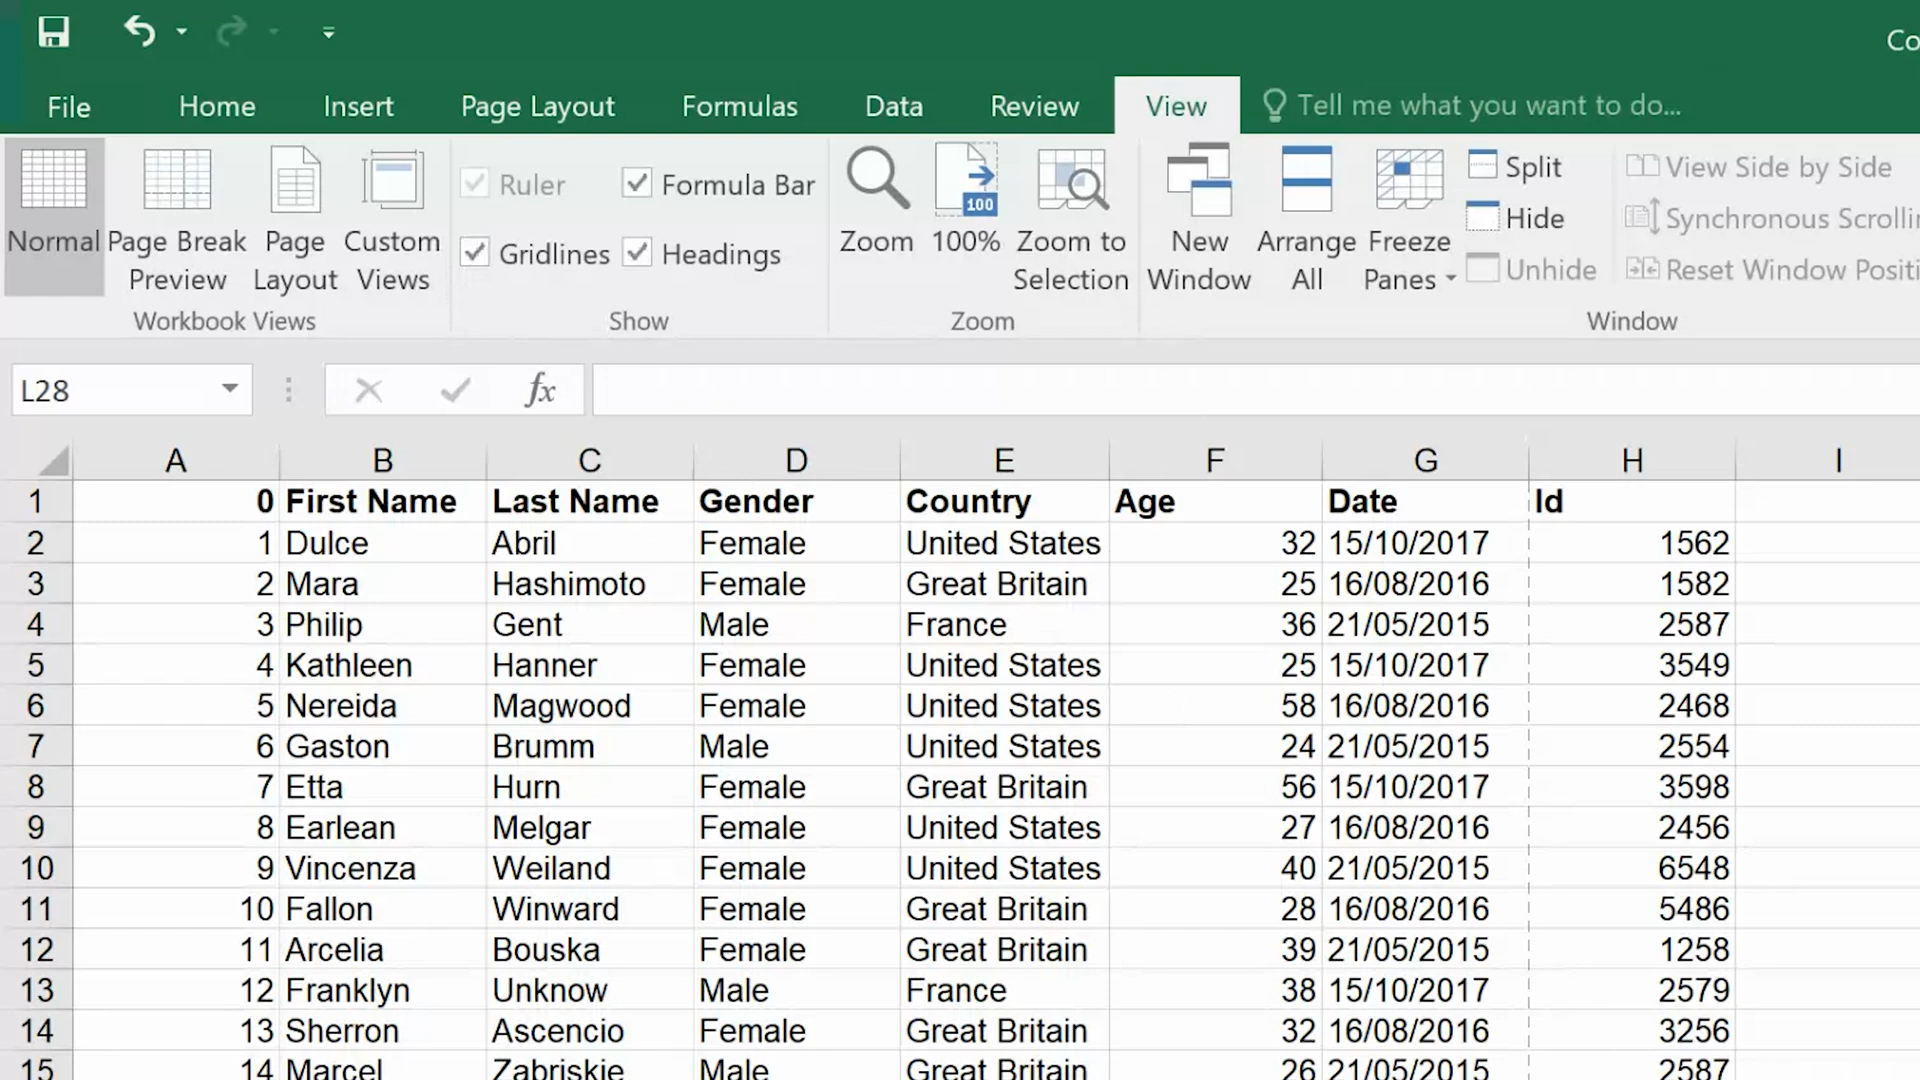 Co
File Home Insert Page Layout Formulas Data Review View Tell me what you want to do...
Normal Page Break Preview Page Layout Custom Views
Workbook Views
Ruler Formula Bar
Gridlines Headings
Show
Zoom 100 100% Zoom to Selection
Zoom
New Window Arrange All Freeze Panes
Split
Hide
Unhide
View Side by Side
Synchronous Scrollin
Reset Window Positi
Window
L28 fx
A B C D E F G H I
1 0 First Name Last Name Gender Country Age Date Id
2 1 Dulce Abril Female United States 32 15/10/2017 1562
3 2 Mara Hashimoto Female Great Britain 25 16/08/2016 1582
4 3 Philip Gent Male France 36 21/05/2015 2587
5 4 Kathleen Hanner Female United States 25 15/10/2017 3549
6 5 Nereida Magwood Female United States 58 16/08/2016 2468
7 6 Gaston Brumm Male United States 24 21/05/2015 2554
8 7 Etta Hurn Female Great Britain 56 15/10/2017 3598
9 8 Earlean Melgar Female United States 27 16/08/2016 2456
10 9 Vincenza Weiland Female United States 40 21/05/2015 6548
11 10 Fallon Winward Female Great Britain 28 16/08/2016 5486
12 11 Arcelia Bouska Female Great Britain 39 21/05/2015 1258
13 12 Franklyn Unknow Male France 38 15/10/2017 2579
14 13 Sherron Ascencio Female Great Britain 32 16/08/2016 3256
15 14 Marcel Zabriskie Male Great Britain 26 21/05/2015 2587